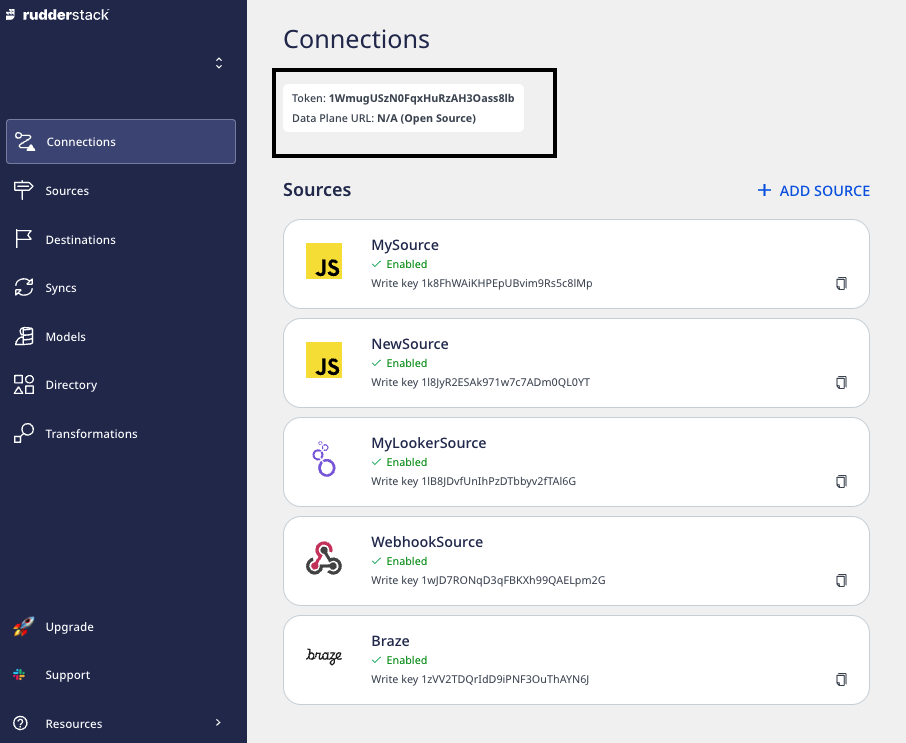 rudderstack
Connections
Sources
Destinations
Syncs
Models
Directory
Transformations
Upgrade
Support
Resources
Connections
Token: 1WmugUSzN0FqxHuRzAH3Oass8lb
Data Plane URL: N/A (Open Source)
Sources
+ ADD SOURCE
JS
MySource
Enabled
Write key 1k8FhWAiKHPEpUBvim9Rs5c8lMp
JS
NewSource
Enabled
Write key 1l8JyR2ESAk971w7c7ADm0QL0YT
MyLookerSource
Enabled
Write key 1lB8JDvfUnIhPzDTbbyv2fTAl6G
WebhookSource
Enabled
Write key 1wJD7RONqD3qFBKXh99QAELpm2G
braze
Braze
Enabled
Write key 1zVV2TDQrIdD9iPNF3OuThAYN6J